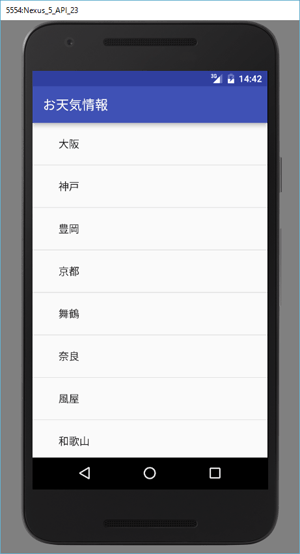 5554:Nexus_5_API_23
3G 14:42
お天気情報
大阪
神戸
豊岡
京都
舞鶴
奈良
風屋
和歌山